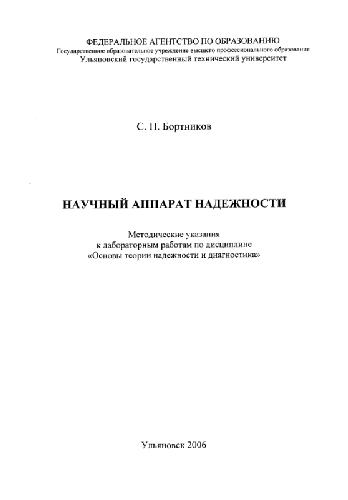 ФЕДЕРАЛЬНОЕ АГЕНТСТВО ПО ОБРАЗОВАНИЮ
Государственное образовательное учреждение высшего профессионального образования
Ульяновский государственный технический университет
С. П. Бортников
НАУЧНЫЙ АППАРАТ НАДЕЖНОСТИ
Методические указания
к лабораторным работам по дисциплине
«Основы теории надежности и диагностика»
Ульяновск 2006